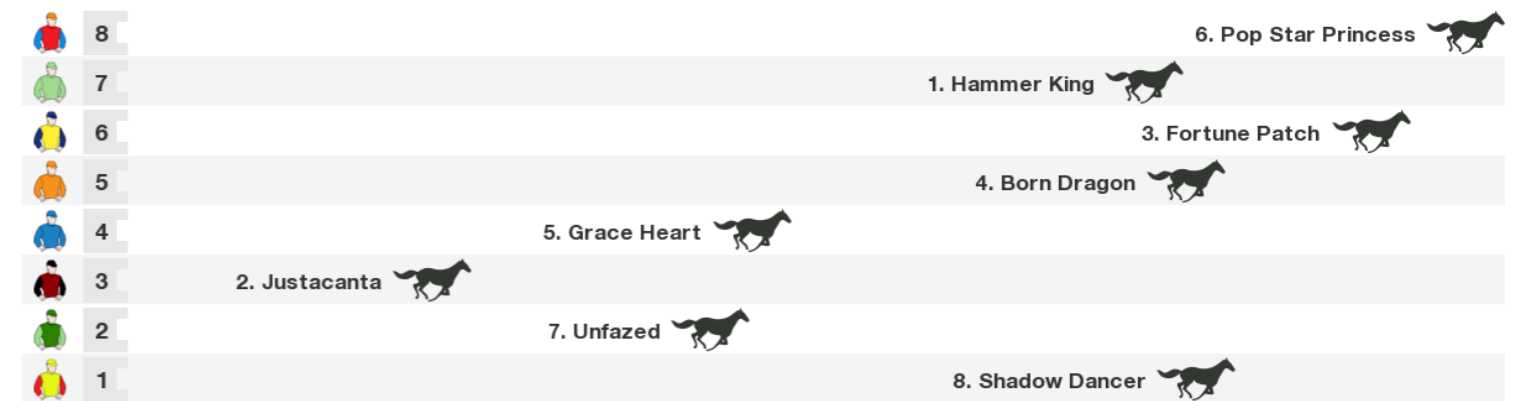 8 6. Pop Star Princess
7 1. Hammer King
6 3. Fortune Patch
5 4. Born Dragon
4 5. Grace Heart
3 2. Justacanta
2 7. Unfazed
1 8. Shadow Dancer